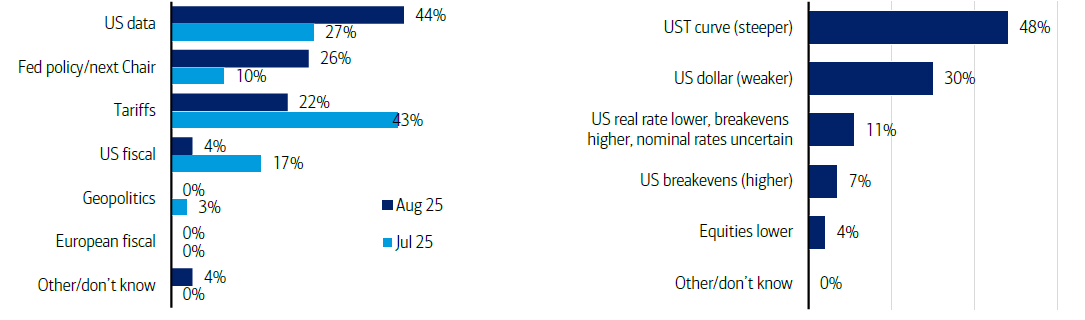 US data
44%
27%
Fed policy/next Chair
26%
10%
Tariffs
22%
43%
US fiscal
4%
17%
Geopolitics
0%
3%
European fiscal
0%
0%
Other/don't know
4%
0%
Aug 25
Jul 25
UST curve (steeper)
48%
US dollar (weaker)
30%
US real rate lower, breakevens
higher, nominal rates uncertain
11%
US breakevens (higher)
7%
Equities lower
4%
Other/don't know
0%